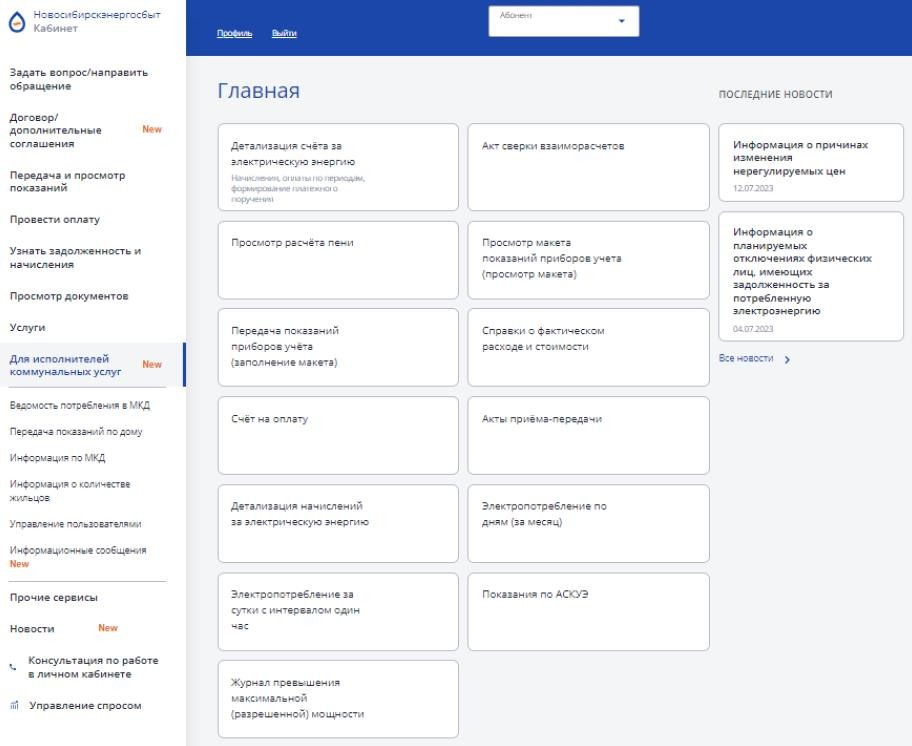 Новосибирскэнергосбыт
Кабинет
Задать вопрос/направить
обращение
Договор/
дополнительные
соглашения
New
Передача и просмотр
показаний
Провести оплату
Узнать задолженность и
начисления
Просмотр документов
Услуги
Для исполнителей
коммунальных услуг
New
Ведомость потребления в МКД
Передача показаний по дому
Информация по МКД
Информация о количестве
жильцов
Управление пользователями
Информационные сообщения
New
Прочие сервисы
Новости
New
Консультация по работе
в личном кабинете
Управление спросом
Профиль
Выйти
Абонент
Главная
Детализация счёта за
электрическую энергию
Начисления, оплаты по периодам,
формирование платежного
поручения
Акт сверки взаиморасчетов
Просмотр расчёта пени
Просмотр макета
показаний приборов учета
(просмотр макета)
Передача показаний
приборов учёта
(заполнение макета)
Справки о фактическом
расходе и стоимости
Счёт на оплату
Акты приёма-передачи
Детализация начислений
за электрическую энергию
Электропотребление по
дням (за месяц)
Электропотребление за
сутки с интервалом один
час
Показания по АСКУЭ
Журнал превышения
максимальной
(разрешенной) мощности
ПОСЛЕДНИЕ НОВОСТИ
Информация о причинах
изменения
нерегулируемых цен
12.07.2023
Информация о
планируемых
отключениях физических
лиц, имеющих
задолженность за
потребленную
электроэнергию
04.07.2023
Все новости